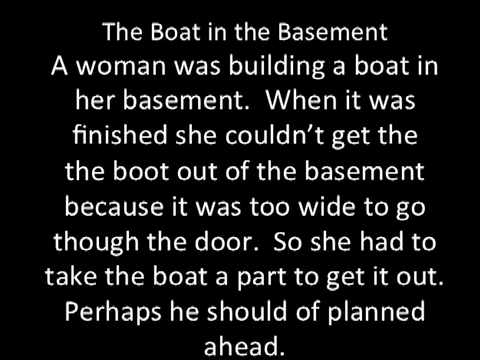 The Boat in the Basement
A woman was building a boat in
her basement.  When it was
finished she couldn’t get the
the boot out of the basement
because it was too wide to go
though the door.  So she had to
take the boat a part to get it out.
Perhaps he should of planned
ahead.